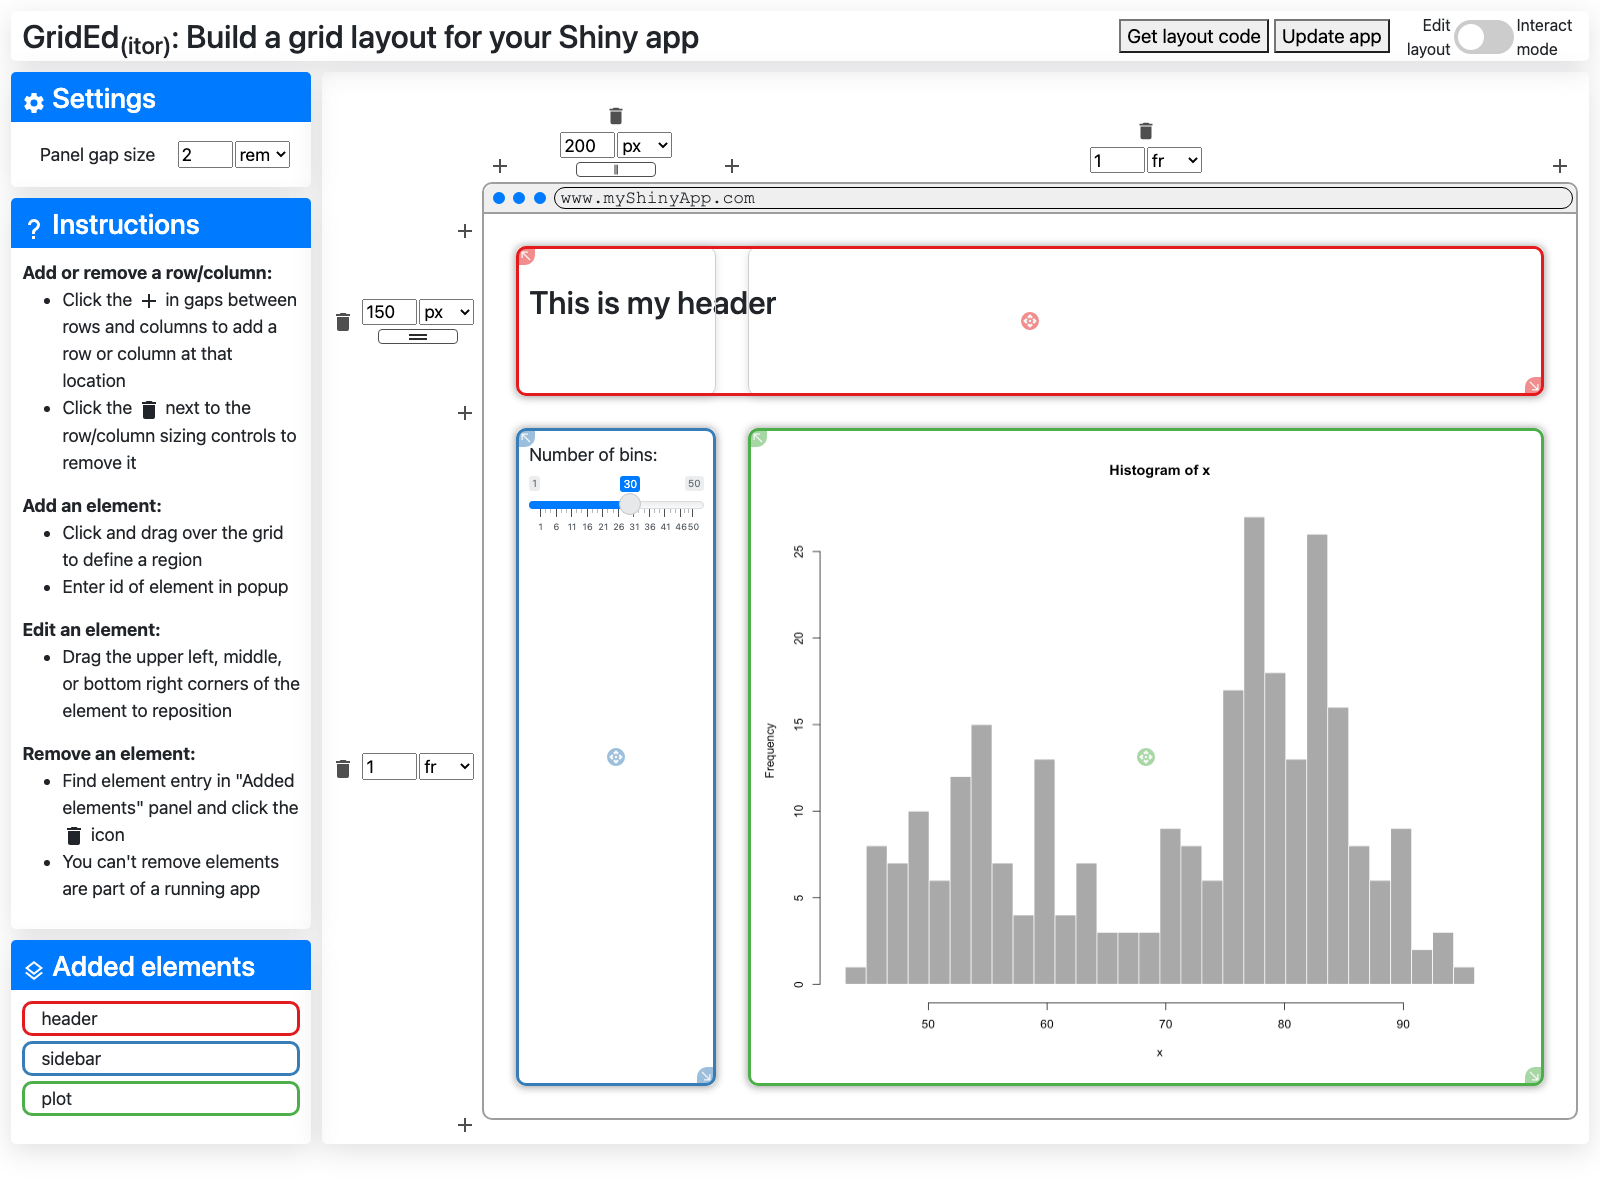 GridEd(itor): Build a grid layout for your Shiny app
Get layout code
Update app
Edit layout
Interact mode
Settings
Panel gap size 2 rem
Instructions
Add or remove a row/column:
Click the + in gaps between
rows and columns to add a
row or column at that
location
Click the next to the
row/column sizing controls to
remove it
Add an element:
Click and drag over the grid
to define a region
Enter id of element in popup
Edit an element:
Drag the upper left, middle,
or bottom right corners of the
element to reposition
Remove an element:
Find element entry in "Added
elements" panel and click the
icon
You can't remove elements
are part of a running app
Added elements
header
sidebar
plot
200 px
1 fr
www.myShinyApp.com
150 px
This is my header
1 fr
Number of bins:
1 30 50
1 6 11 16 21 26 31 36 41 46 50
Histogram of x
Frequency
25
20
15
10
5
0
50 60 70 80 90
x